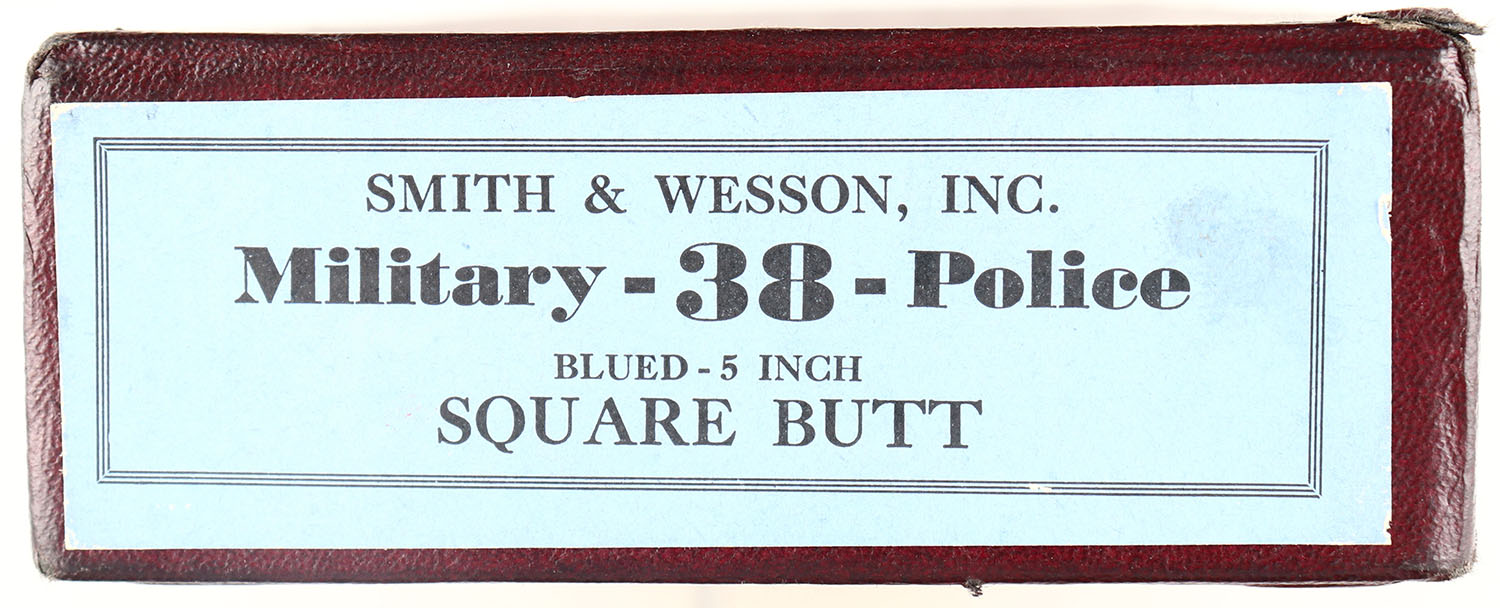 SMITH & WESSON, INC.
Military - 38 - Police
BLUED - 5 INCH
SQUARE BUTT